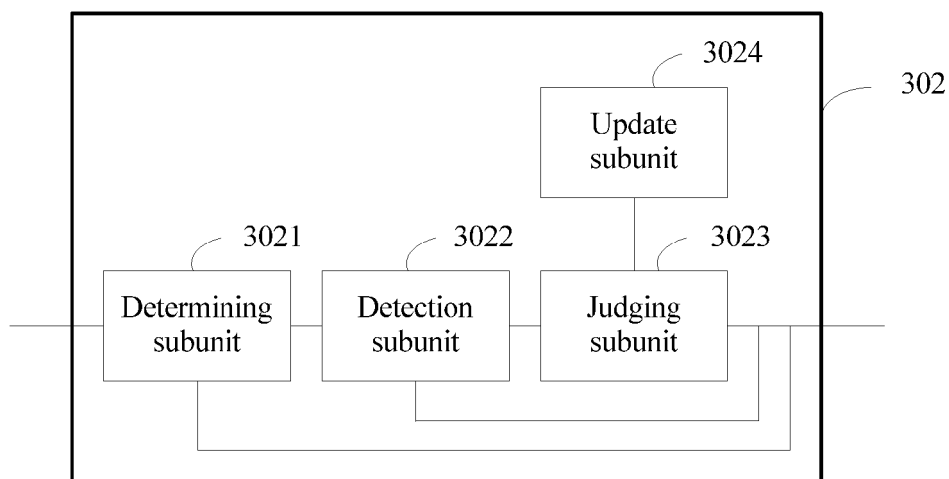 3024
302
Update
subunit
3021
3022
3023
Determining
subunit
Detection
subunit
Judging
subunit